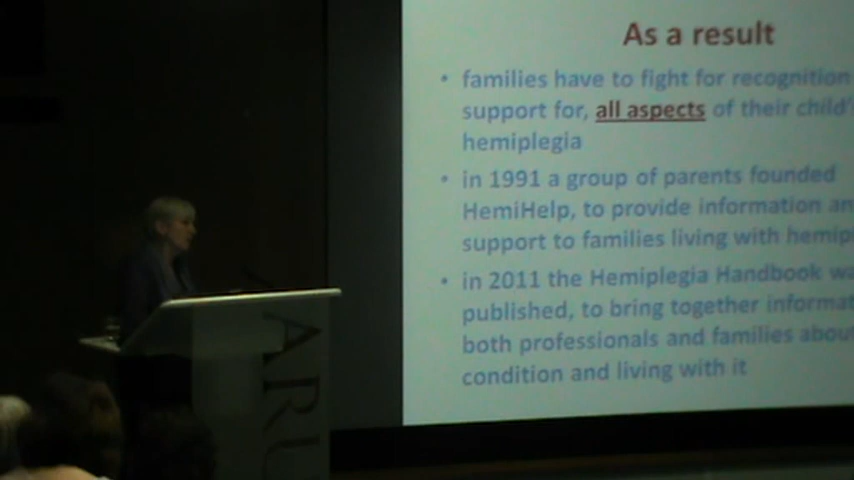 As a result
• families have to fight for recognition
support for, all aspects of their child'
hemiplegia
• in 1991 a group of parents founded
HemiHelp, to provide information an
support to families living with hemip
• in 2011 the Hemiplegia Handbook wa
published, to bring together informat
both professionals and families about
condition and living with it
ARU